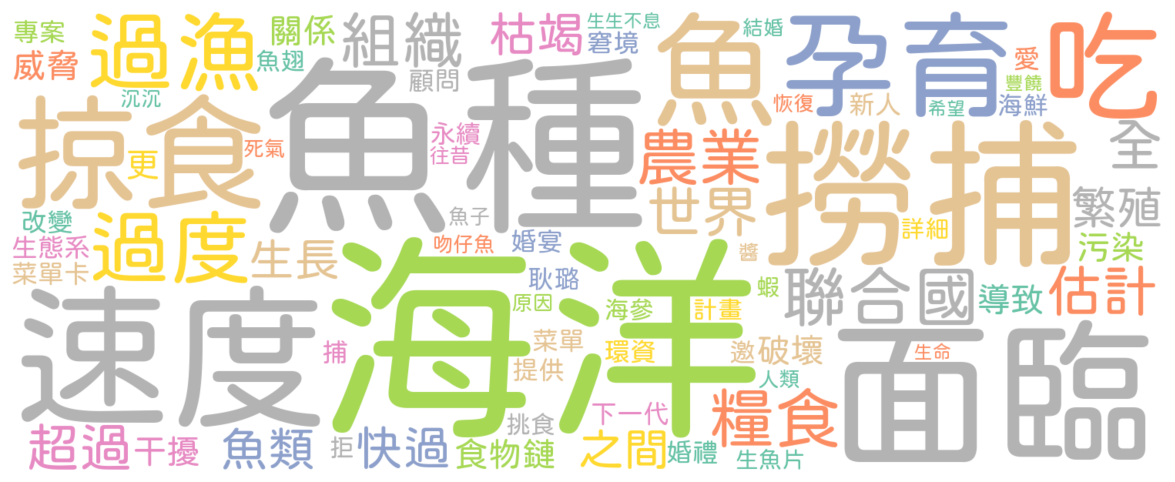 專案
過漁
關係
組織
枯竭
生生不息
窘境
魚
結婚
孕育
愛
吃
威脅
魚翅
顧問
豐饒
沉沉
恢復
新人
希望
海鮮
掠食
魚種
死氣
更
永續
往昔
農業
撈捕
全
世界
繁殖
改變
過度
魚子
生態系
生長
吻仔魚
婚宴
醬
詳細
污染
菜單卡
耿璐
聯合國
導致
估計
速度
海洋
原因
海參
計畫
蝦
面臨
捕
菜單
環資
邀
破壞
生命
提供
人類
超過
干擾
魚類
拒
快過
挑食
下一代
糧食
食物鏈
之間
婚禮
生魚片